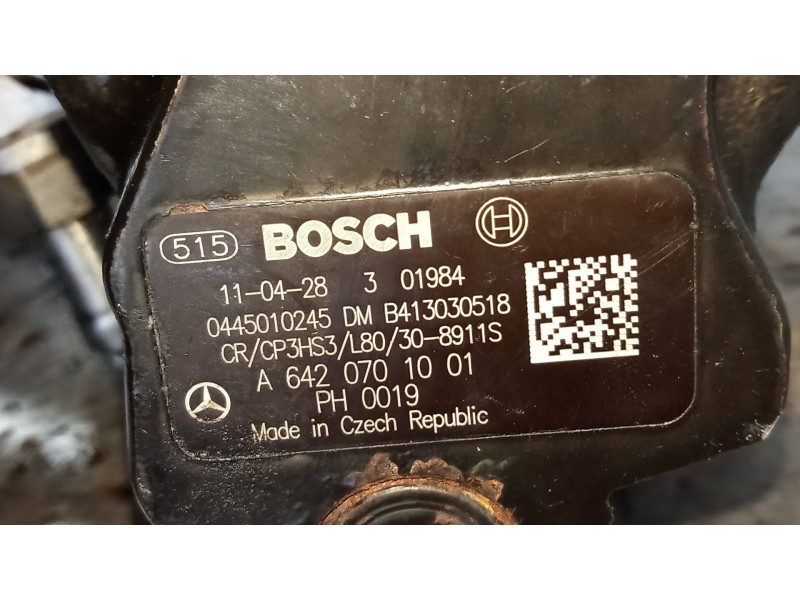 515 BOSCH
11-04-28 3 01984
0445010245 DM B413030518
CR/CP3HS3/L80/30-8911S
A 642 070 10 01
PH 0019
Made in Czech Republic